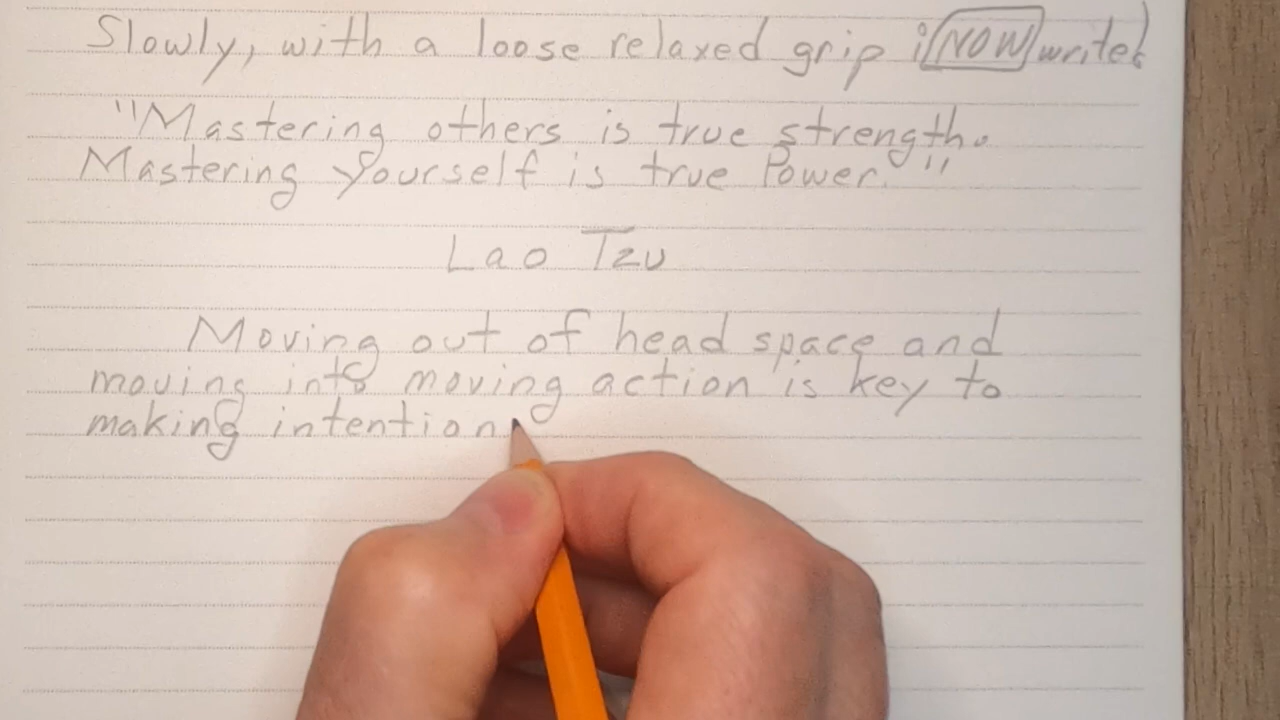 Slowly, with a loose relaxed grip i NOW write!
"Mastering others is true strength.
Mastering Yourself is true Power."
Lao Tzu
Moving out of head space and
moving into moving action is key to
making intention